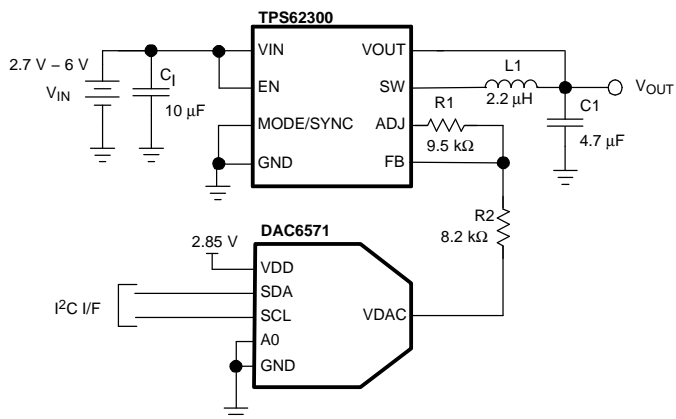 TPS62300
2.7 V – 6 V
VIN
CI
10 μF
VIN
EN
MODE/SYNC
GND
VOUT
SW
ADJ
FB
L1
2.2 μH
R1
9.5 kΩ
VOUT
C1
4.7 μF
R2
8.2 kΩ
DAC6571
2.85 V
I2C I/F
VDD
SDA
SCL
A0
GND
VDAC